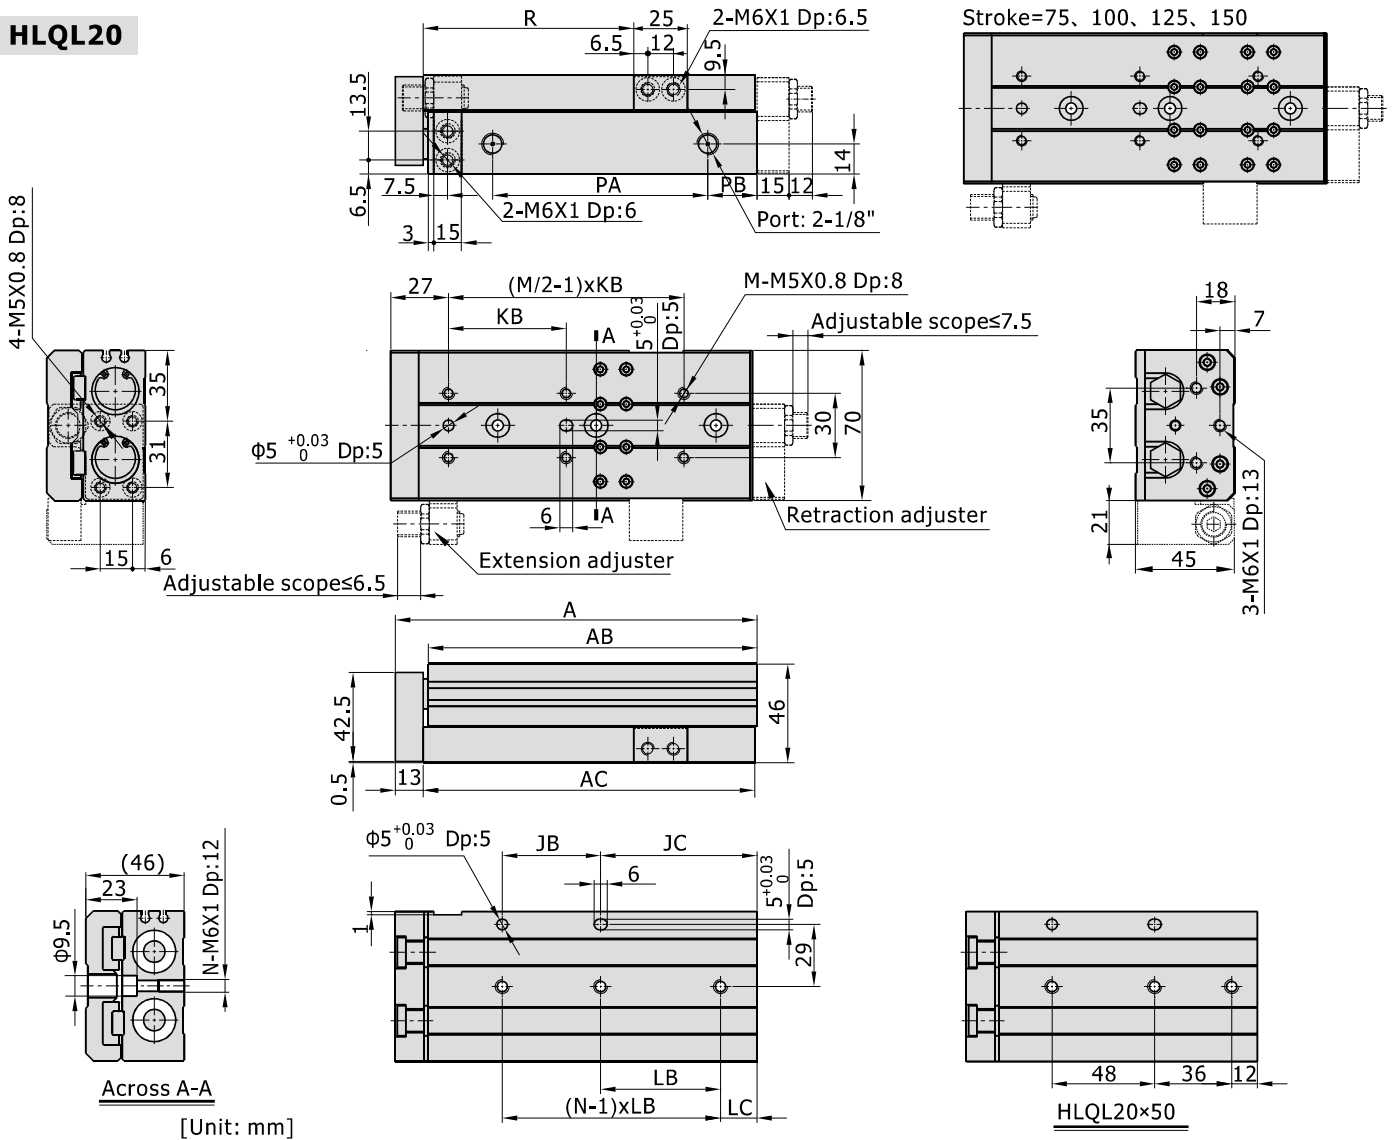 HLQL20
R
25
2-M6X1 Dp:6.5
6.5
12
9.5
13.5
6.5
7.5
PA
PB
15
12
14
2-M6X1 Dp:6
Port: 2-1/8"
3
15
Stroke=75、100、125、150
4-M5X0.8 Dp:8
35
31
15
6
27
(M/2-1)xKB
KB
A
5 +0.03 0
Dp:5
M-M5X0.8 Dp:8
Adjustable scope≤7.5
30
70
Φ5 +0.03 0 Dp:5
6
A
Retraction adjuster
Extension adjuster
Adjustable scope≤6.5
18
7
35
21
45
3-M6X1 Dp:13
A
AB
42.5
46
0.5
13
AC
(46)
23
Φ9.5
N-M6X1 Dp:12
Across A-A
[Unit: mm]
Φ5 +0.03 0 Dp:5
JB
JC
6
5 +0.03 0
Dp:5
1
29
LB
(N-1)xLB
LC
48
36
12
HLQL20×50